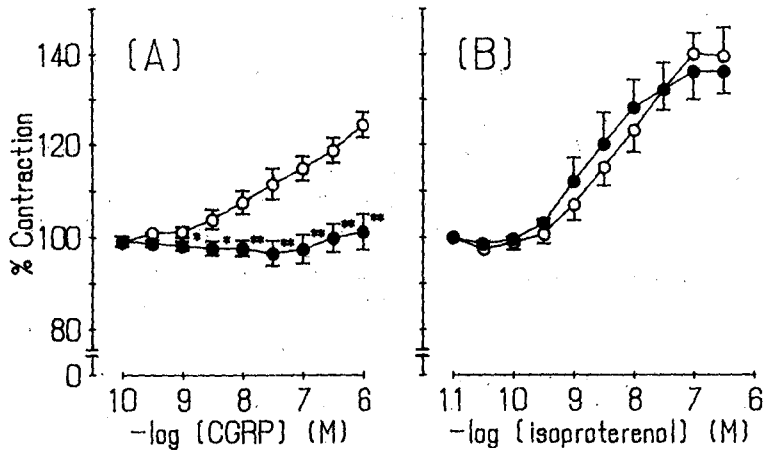 140
120
100
80
0
% Contraction
(A)
* * ** ** ** ** **
10 9 8 7 6
-log (CGRP) (M)
(B)
11 10 9 8 7 6
-log (isoproterenol) (M)